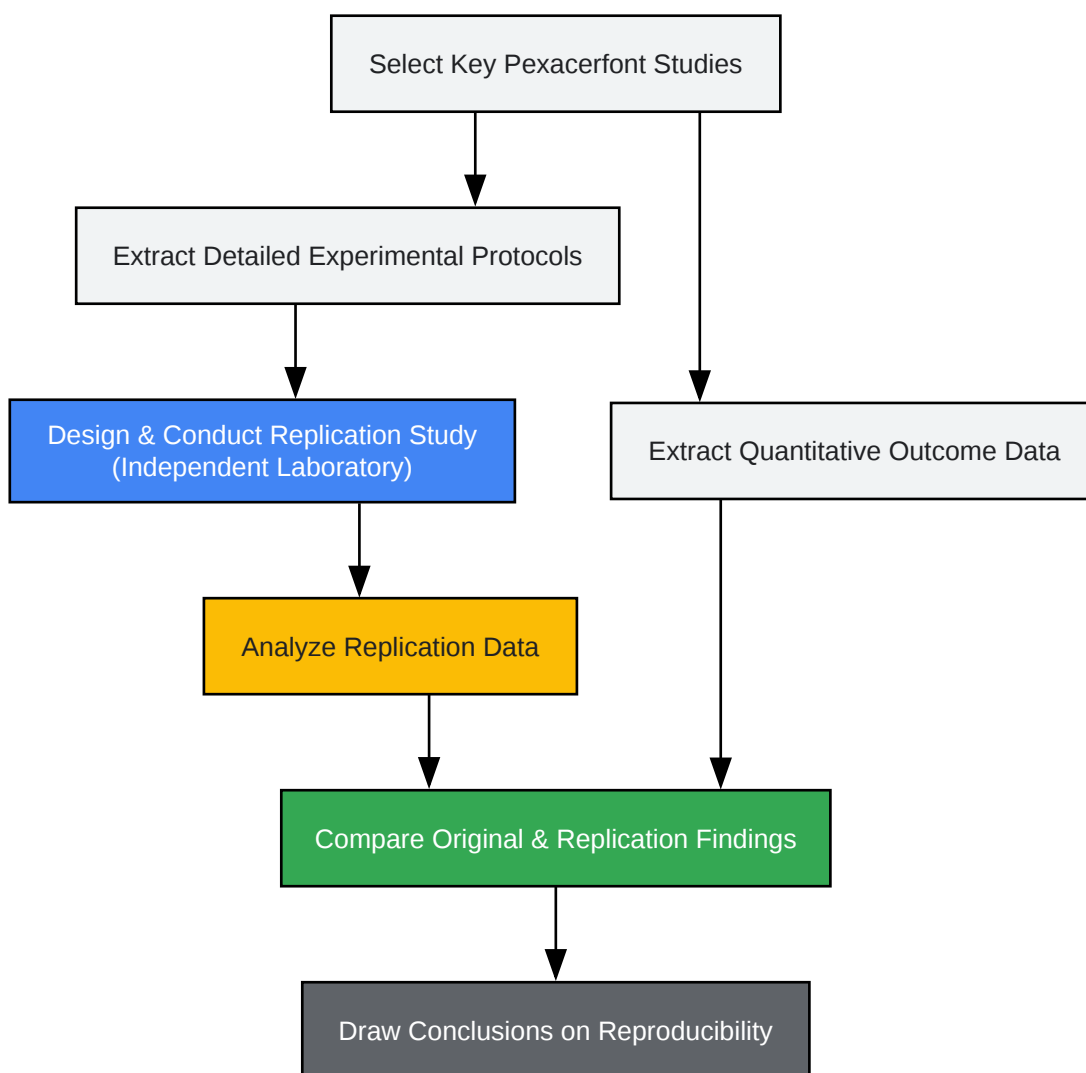 Select Key Pexacerfont Studies
Extract Detailed Experimental Protocols
Design & Conduct Replication Study
(Independent Laboratory)
Extract Quantitative Outcome Data
Analyze Replication Data
Compare Original & Replication Findings
Draw Conclusions on Reproducibility